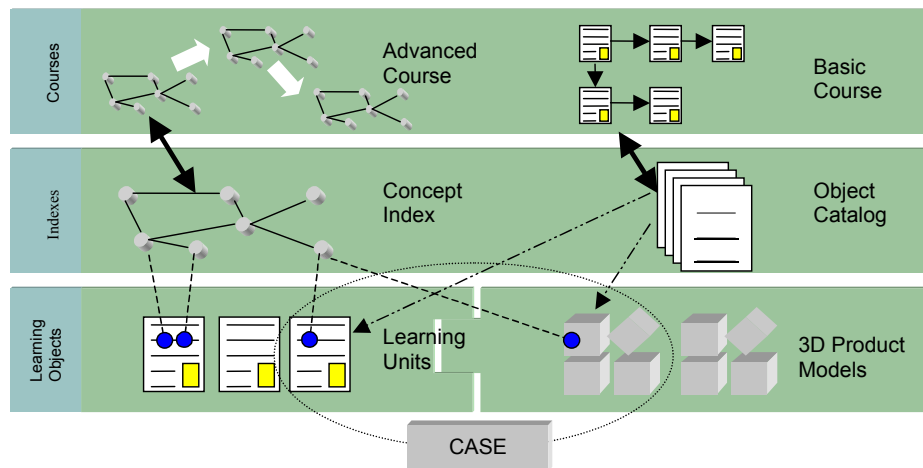 Courses
Advanced
Course
Basic
Course
Indexes
Concept
Index
Object
Catalog
Learning
Objects
Learning
Units
3D Product
Models
CASE